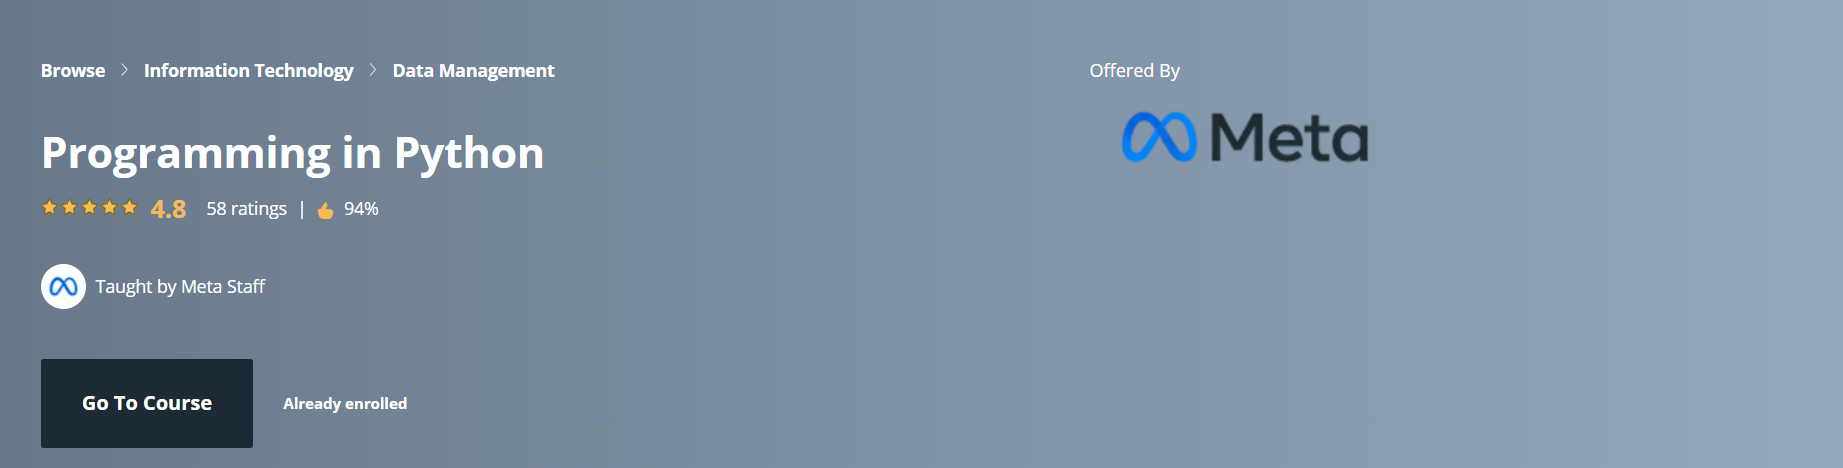 Browse > Information Technology > Data Management
Programming in Python
4.8 58 ratings | 94%
Taught by Meta Staff
Go To Course
Already enrolled
Offered By
Meta